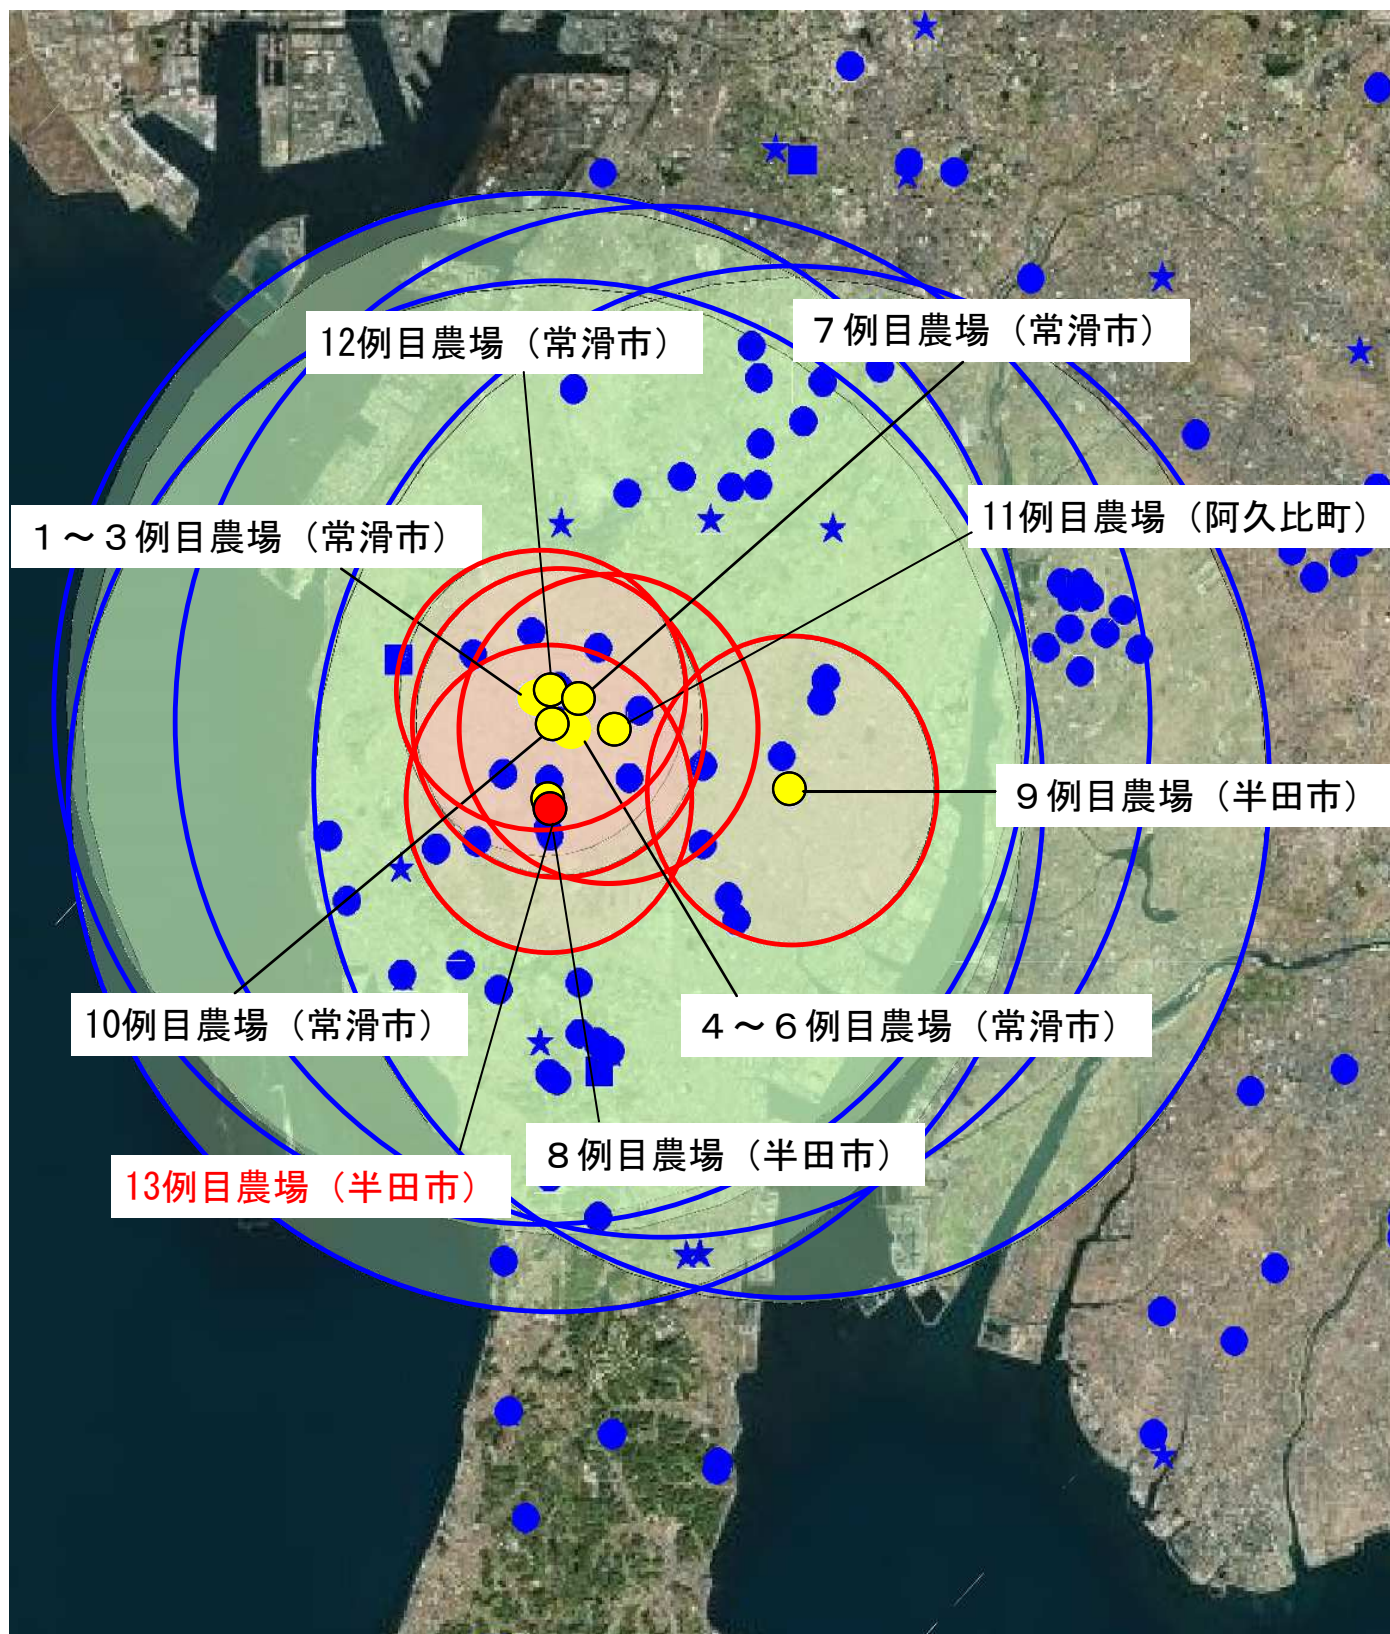 12例目農場（常滑市）
７例目農場（常滑市）
１～３例目農場（常滑市）
11例目農場（阿久比町）
９例目農場（半田市）
10例目農場（常滑市）
４～６例目農場（常滑市）
８例目農場（半田市）
13例目農場（半田市）